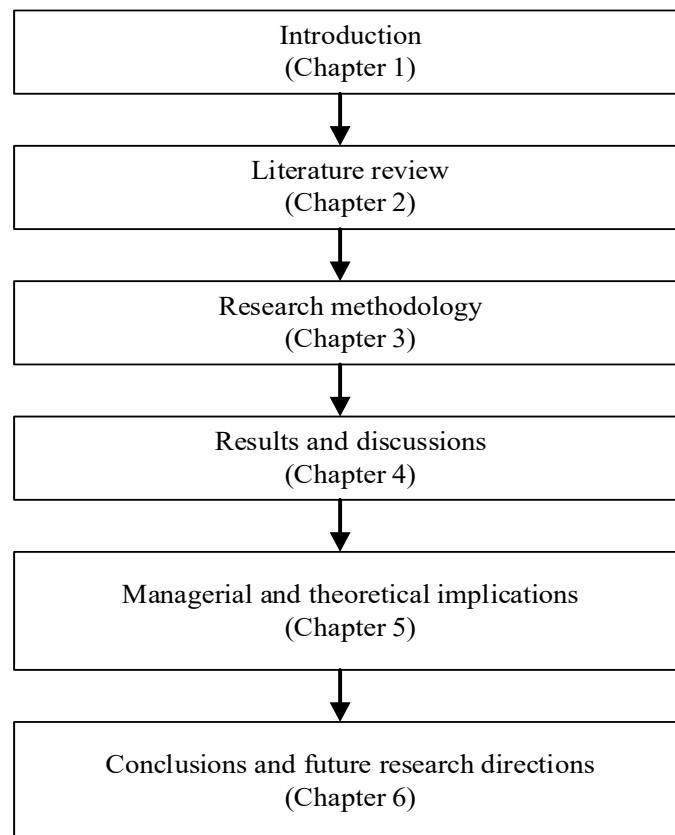 Introduction
(Chapter 1)
Literature review
(Chapter 2)
Research methodology
(Chapter 3)
Results and discussions
(Chapter 4)
Managerial and theoretical implications
(Chapter 5)
Conclusions and future research directions
(Chapter 6)